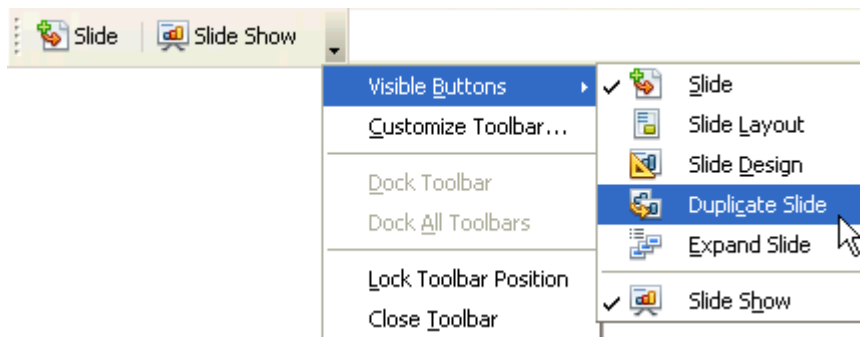 Slide
Slide Show
Visible Buttons
Customize Toolbar...
Dock Toolbar
Dock All Toolbars
Lock Toolbar Position
Close Toolbar
Slide
Slide Layout
Slide Design
Duplicate Slide
Expand Slide
Slide Show